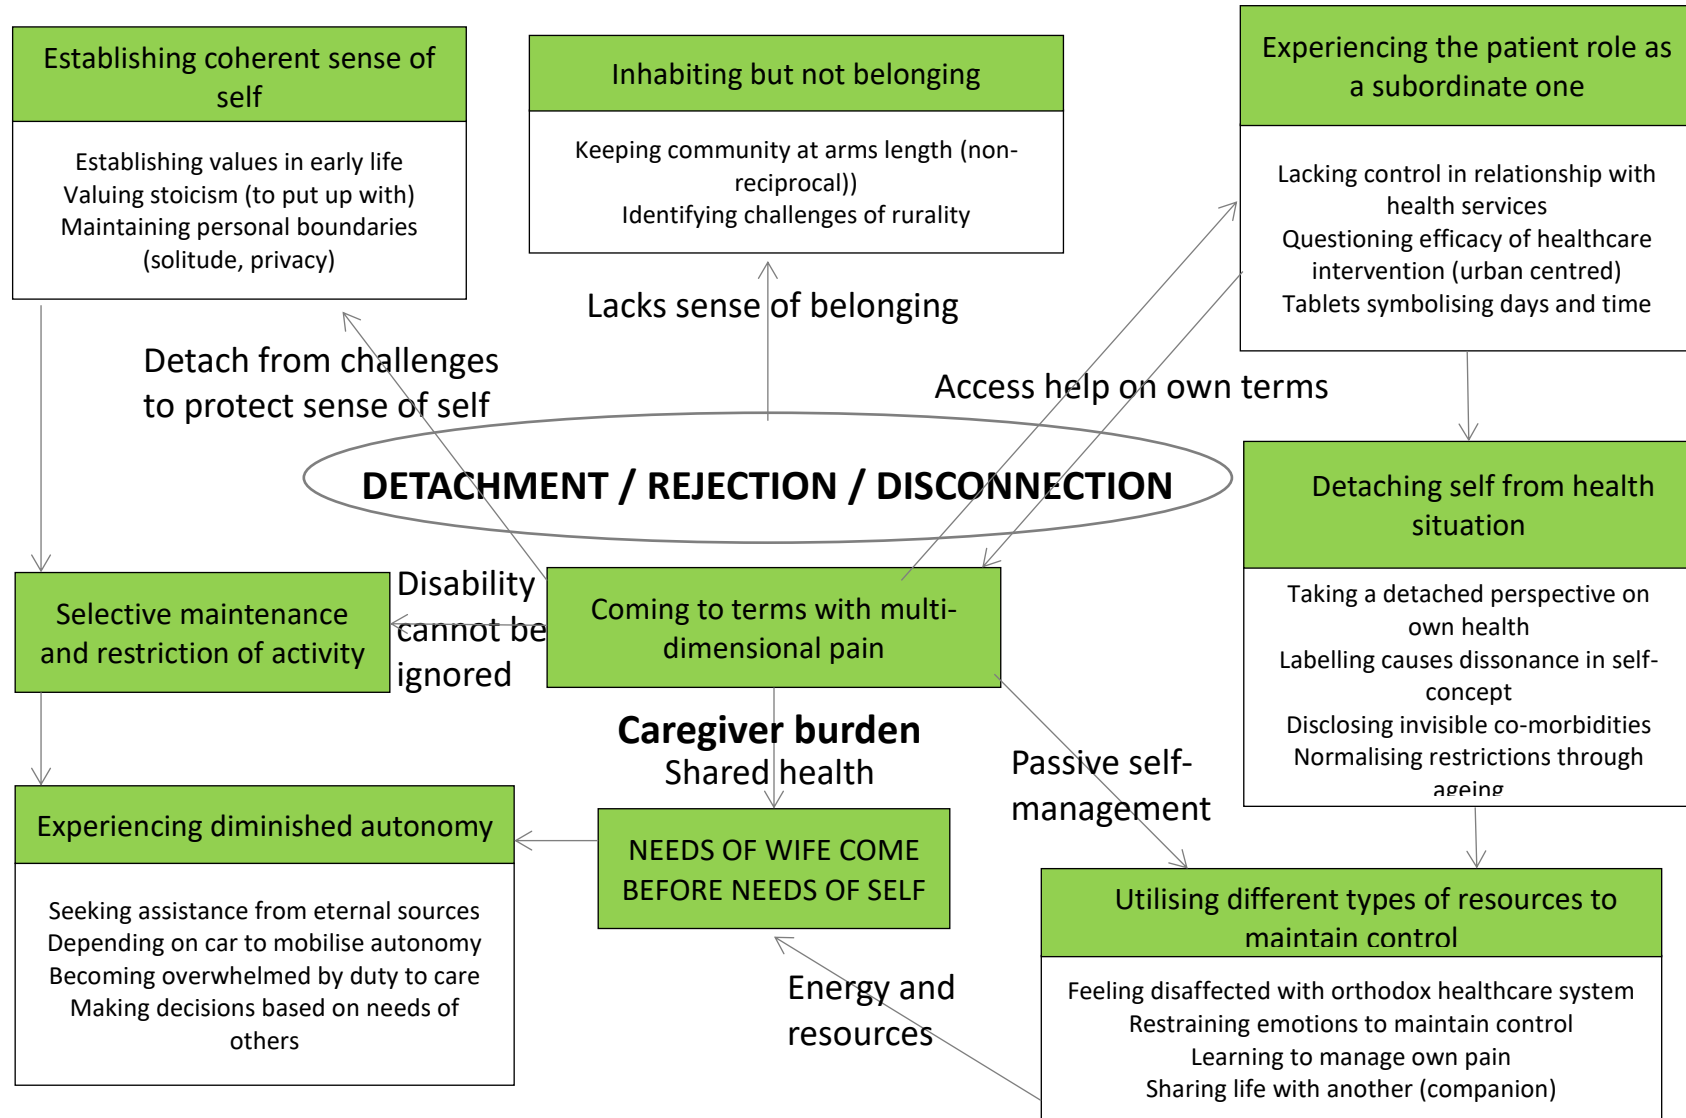 Establishing coherent sense of
self
Establishing values in early life
Valuing stoicism (to put up with)
Maintaining personal boundaries
(solitude, privacy)
Inhabiting but not belonging
Keeping community at arms length (non-
reciprocal))
Identifying challenges of rurality
Experiencing the patient role as
a subordinate one
Lacking control in relationship with
health services
Questioning efficacy of healthcare
intervention (urban centred)
Tablets symbolising days and time
Lacks sense of belonging
Detach from challenges
to protect sense of self
Access help on own terms
DETACHMENT / REJECTION / DISCONNECTION
Detaching self from health
situation
Taking a detached perspective on
own health
Labelling causes dissonance in self-
concept
Disclosing invisible co-morbidities
Normalising restrictions through
ageing
Selective maintenance
and restriction of activity
Disability
cannot be
ignored
Coming to terms with multi-
dimensional pain
Caregiver burden
Shared health
Passive self-
management
Experiencing diminished autonomy
Seeking assistance from eternal sources
Depending on car to mobilise autonomy
Becoming overwhelmed by duty to care
Making decisions based on needs of
others
NEEDS OF WIFE COME
BEFORE NEEDS OF SELF
Energy and
resources
Utilising different types of resources to
maintain control
Feeling disaffected with orthodox healthcare system
Restraining emotions to maintain control
Learning to manage own pain
Sharing life with another (companion)